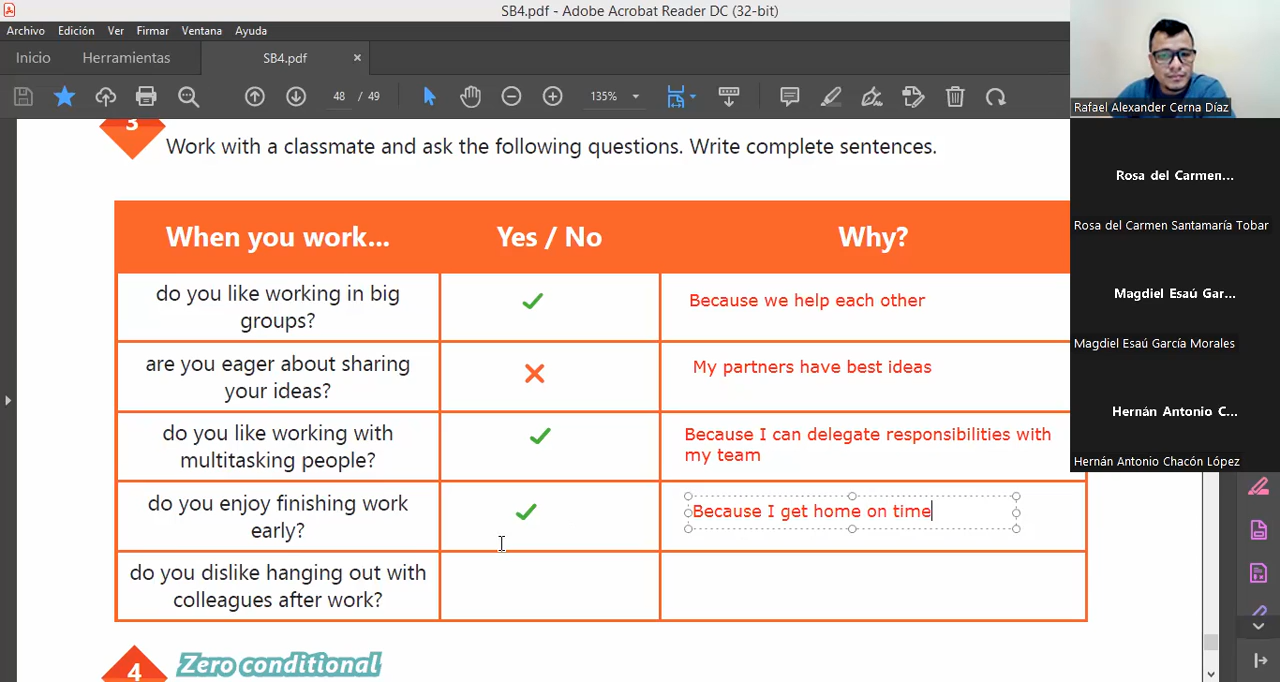 SB4.pdf - Adobe Acrobat Reader DC (32-bit)
Archivo Edición Ver Firmar Ventana Ayuda
Inicio Herramientas SB4.pdf ×
48 / 49 135%
3
Work with a classmate and ask the following questions. Write complete sentences.
When you work... Yes / No Why?
do you like working in big
groups?
Because we help each other
are you eager about sharing
your ideas?
My partners have best ideas
do you like working with
multitasking people?
Because I can delegate responsibilities with
my team
do you enjoy finishing work
early?
Because I get home on time
do you dislike hanging out with
colleagues after work?
4 Zero conditional
Rafael Alexander Cerna Díaz
Rosa del Carmen...
Rosa del Carmen Santamaría Tobar
Magdiel Esaú Gar...
Magdiel Esaú García Morales
Hernán Antonio C...
Hernán Antonio Chacón López